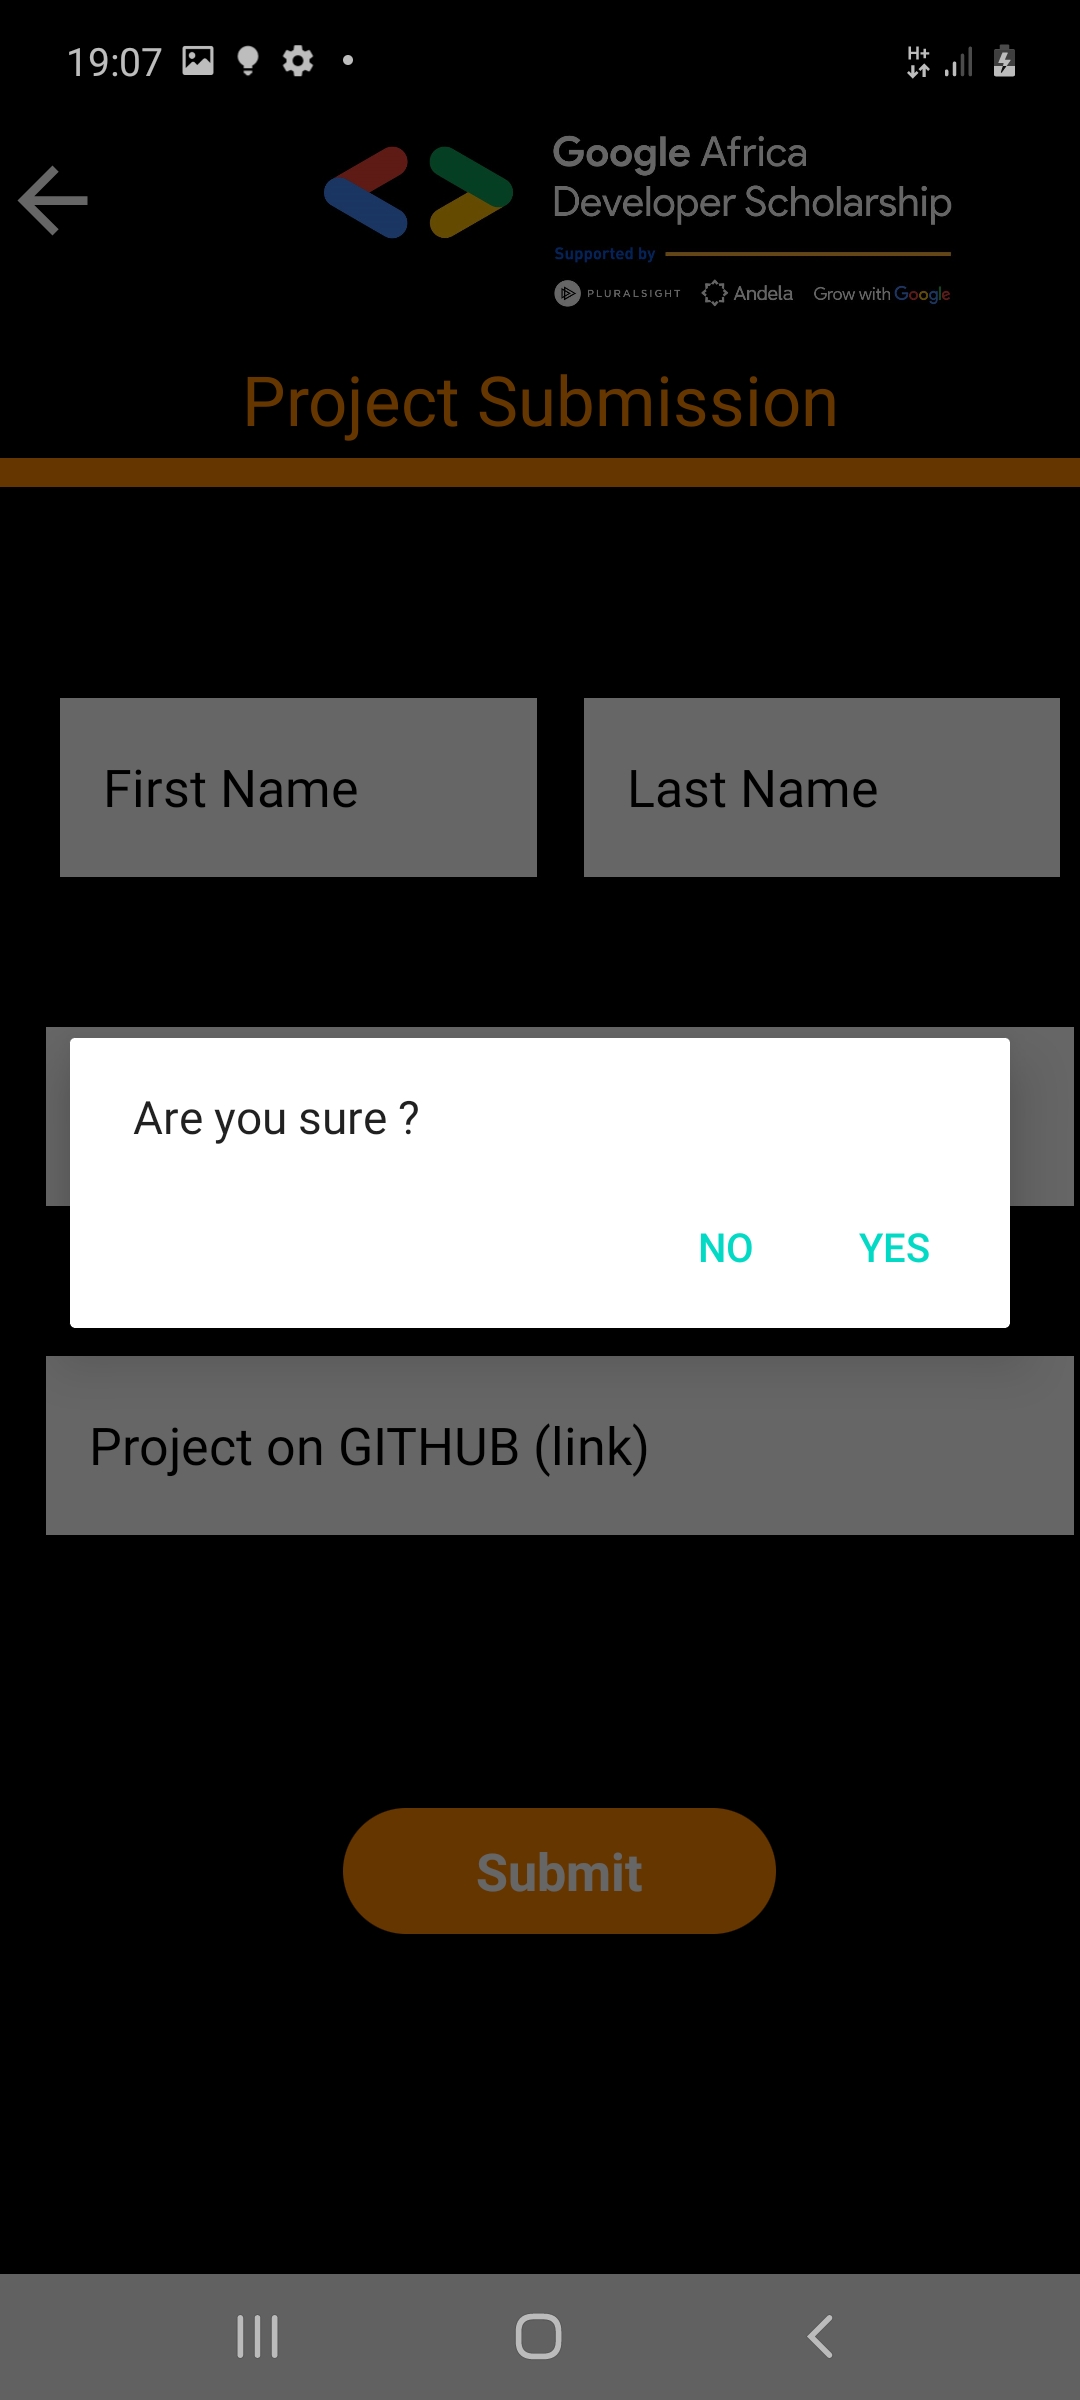 19:07
H+
Google Africa
Developer Scholarship
Supported by
PLURALSIGHT Andela Grow with Google
Project Submission
First Name Last Name
Are you sure ?
NO YES
Project on GITHUB (link)
Submit